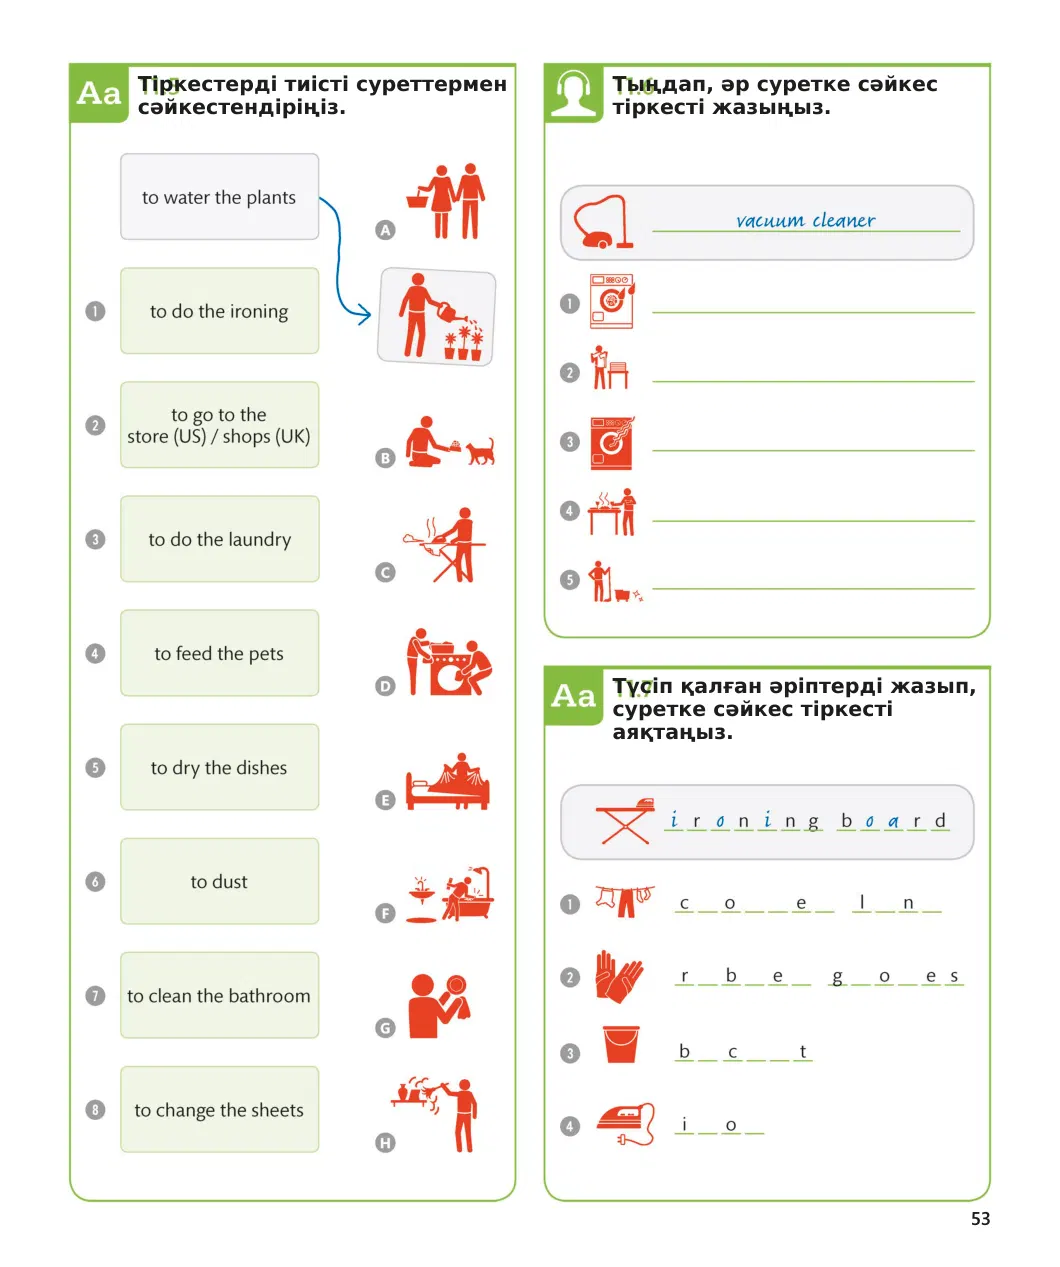 Aa
Тіркестерді тиісті суреттермен
сәйкестендіріңіз.
to water the plants
A
1
to do the ironing
2
to go to the
store (US) / shops (UK)
B
3
to do the laundry
C
4
to feed the pets
D
5
to dry the dishes
E
6
to dust
F
7
to clean the bathroom
G
8
to change the sheets
H
Тыңдап, әр суретке сәйкес
тіркесті жазыңыз.
vacuum cleaner
1
2
3
4
5
Aa
Түсіп қалған әріптерді жазып,
суретке сәйкес тіркесті
аяқтаңыз.
ironing board
1 c _ o _ _ e _ l _ n _
2 r _ b _ e _ g _ o _ e s
3 b _ c _ _ t
4 i _ o _
53